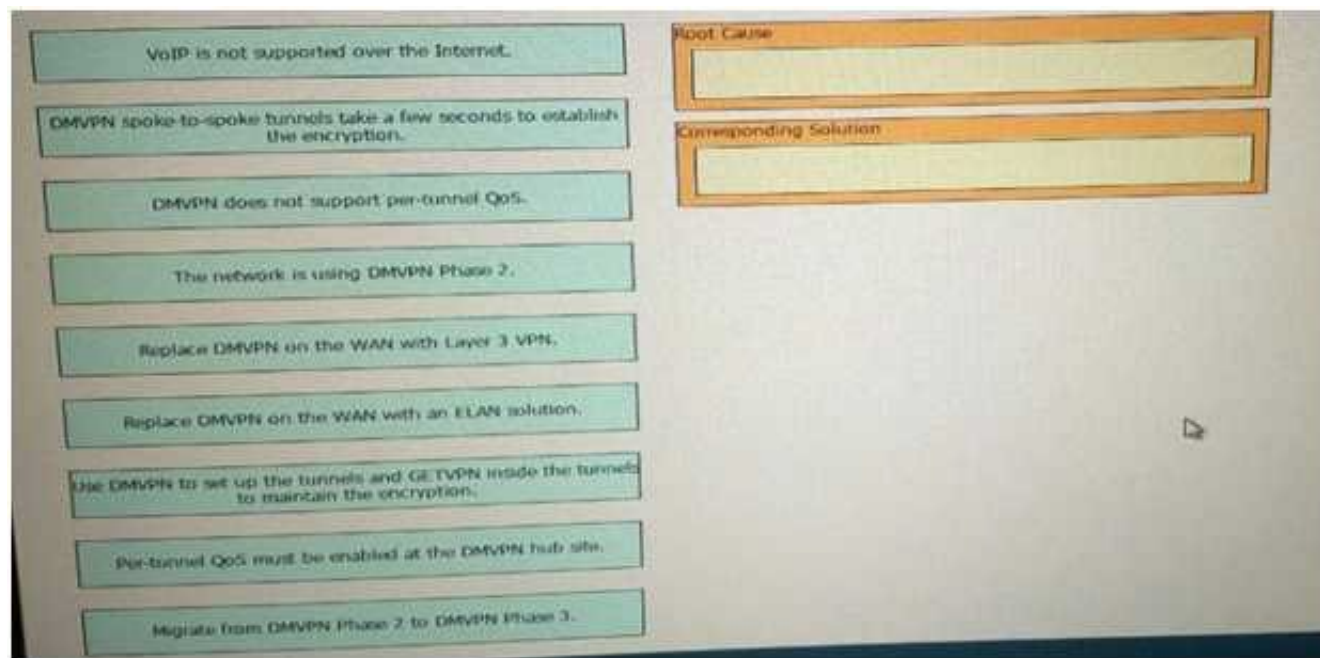 VoIP is not supported over the Internet.
DMVPN spoke-to-spoke tunnels take a few seconds to establish
the encryption.
DMVPN does not support per-tunnel QoS.
The network is using DMVPN Phase 2.
Replace DMVPN on the WAN with Layer 3 VPN.
Replace DMVPN on the WAN with an ELAN solution.
Use DMVPN to set up the tunnels and GETVPN inside the tunnels
to maintain the encryption.
Per-tunnel QoS must be enabled at the DMVPN hub site.
Migrate from DMVPN Phase 2 to DMVPN Phase 3.
Root Cause
Corresponding Solution